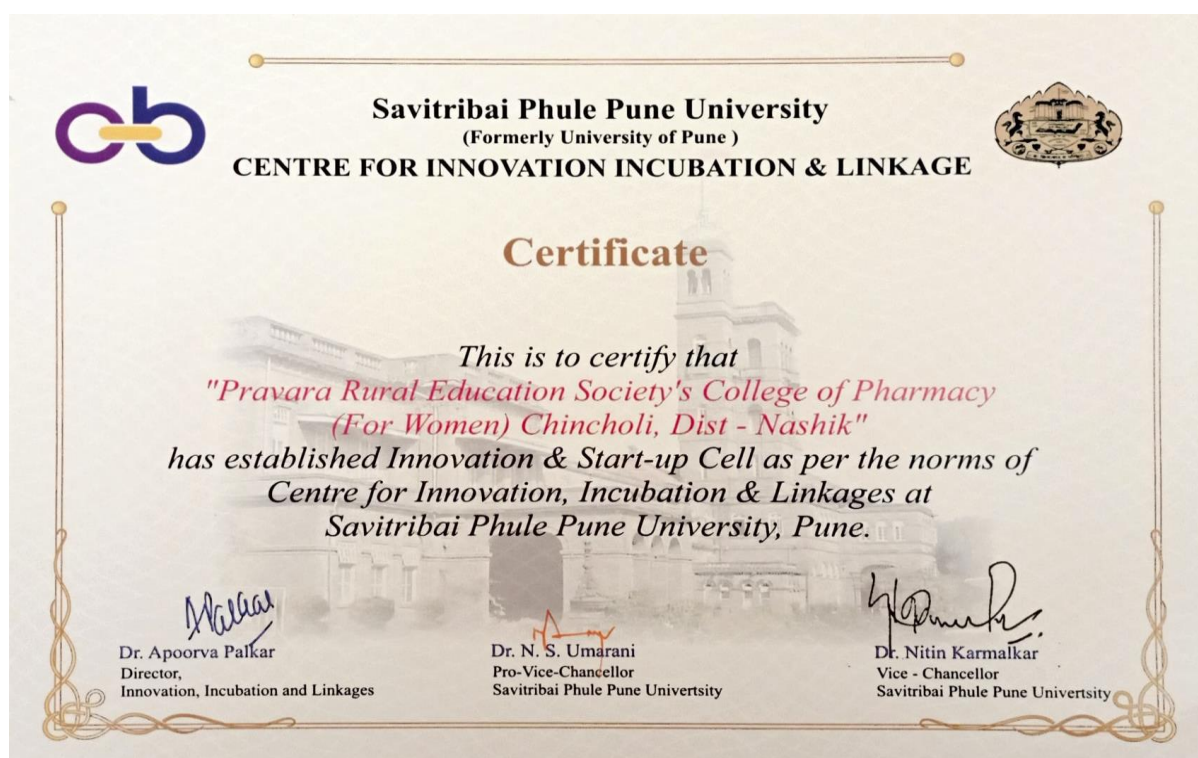 Savitribai Phule Pune University
(Formerly University of Pune )
CENTRE FOR INNOVATION INCUBATION & LINKAGE
Certificate
This is to certify that
"Pravara Rural Education Society's College of Pharmacy
(For Women) Chincholi, Dist - Nashik"
has established Innovation & Start-up Cell as per the norms of
Centre for Innovation, Incubation & Linkages at
Savitribai Phule Pune University, Pune.
Dr. Apoorva Palkar
Director,
Innovation, Incubation and Linkages
Dr. N. S. Umarani
Pro-Vice-Chancellor
Savitribai Phule Pune Univertsity
Dr. Nitin Karmalkar
Vice - Chancellor
Savitribai Phule Pune Univertsity